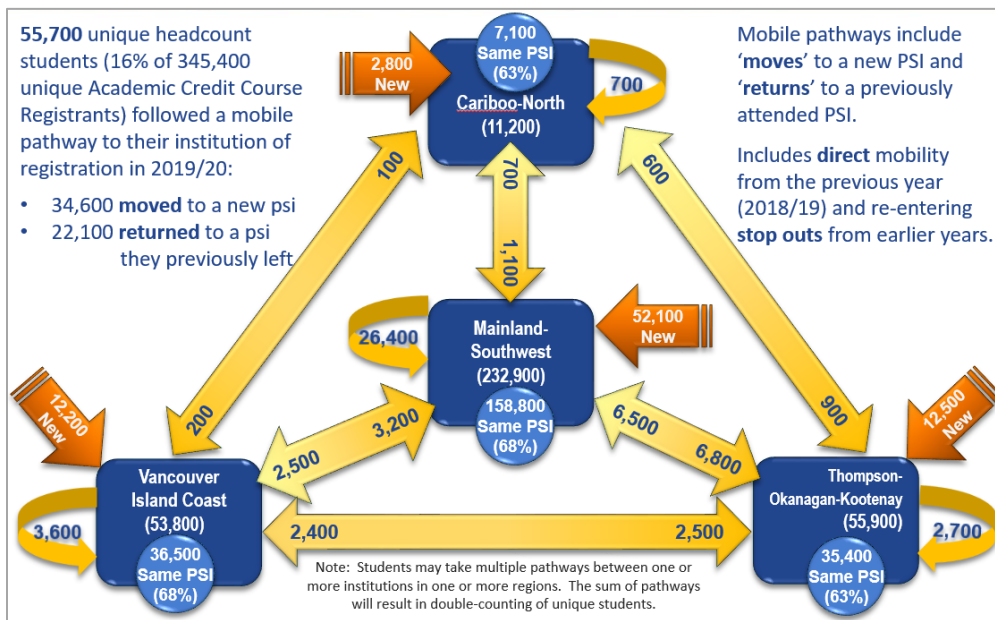 55,700 unique headcount
students (16% of 345,400
unique Academic Credit Course
Registrants) followed a mobile
pathway to their institution of
registration in 2019/20:
• 34,600 moved to a new psi
• 22,100 returned to a psi
they previously left
Mobile pathways include
‘moves’ to a new PSI and
‘returns’ to a previously
attended PSI.
Includes direct mobility
from the previous year
(2018/19) and re-entering
stop outs from earlier years.
2,800
New
7,100
Same PSI
(63%)
Cariboo-North
(11,200)
700
100
200
700
1,100
600
900
26,400
Mainland-
Southwest
(232,900)
158,800
Same PSI
(68%)
52,100
New
3,200
2,500
6,500
6,800
12,200
New
Vancouver
Island Coast
(53,800)
36,500
Same PSI
(68%)
3,600
2,400
2,500
12,500
New
Thompson-
Okanagan-Kootenay
(55,900)
35,400
Same PSI
(63%)
2,700
Note: Students may take multiple pathways between one or
more institutions in one or more regions. The sum of pathways
will result in double-counting of unique students.